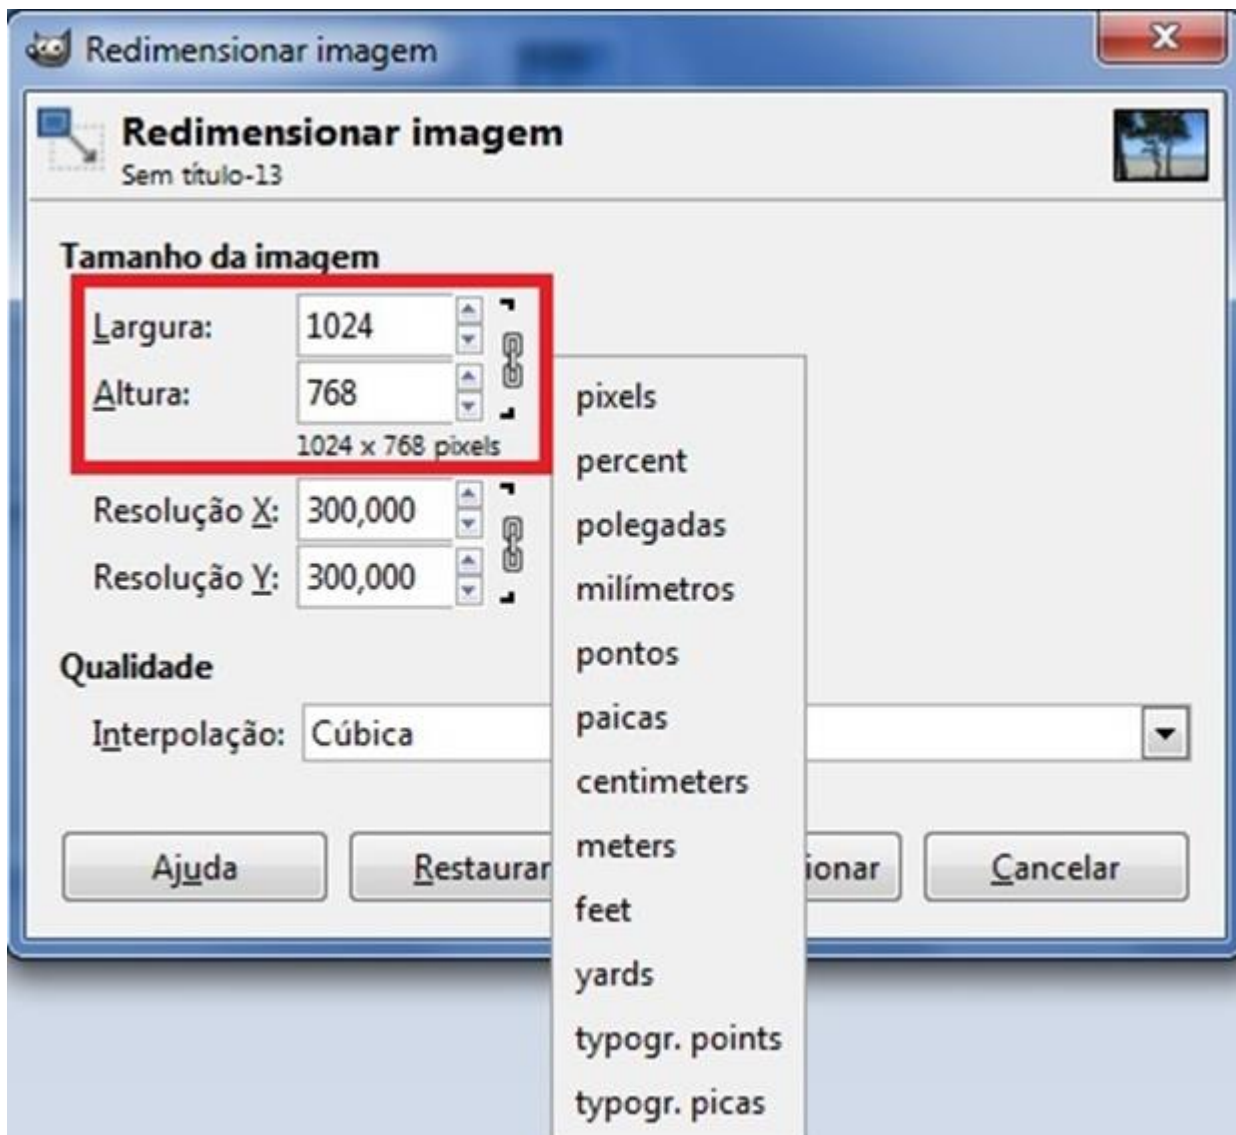 Redimensionar imagem
Redimensionar imagem
Sem título-13
Tamanho da imagem
Largura: 1024
Altura: 768
1024 x 768 pixels
Resolução X: 300,000
Resolução Y: 300,000
pixels
percent
polegadas
milímetros
pontos
paicas
centimeters
meters
feet
yards
typogr. points
typogr. picas
Qualidade
Interpolação: Cúbica
Ajuda Restaurar ionar Cancelar